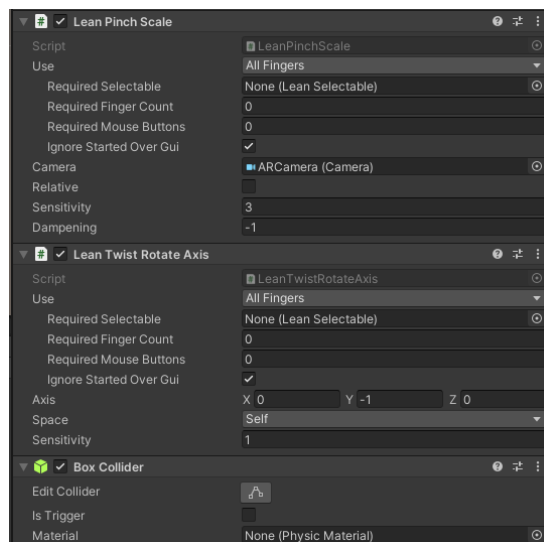 Lean Pinch Scale
Script LeanPinchScale
Use All Fingers
Required Selectable None (Lean Selectable)
Required Finger Count 0
Required Mouse Buttons 0
Ignore Started Over Gui
Camera ARCamera (Camera)
Relative
Sensitivity 3
Dampening -1
Lean Twist Rotate Axis
Script LeanTwistRotateAxis
Use All Fingers
Required Selectable None (Lean Selectable)
Required Finger Count 0
Required Mouse Buttons 0
Ignore Started Over Gui
Axis X 0 Y -1 Z 0
Space Self
Sensitivity 1
Box Collider
Edit Collider
Is Trigger
Material None (Physic Material)